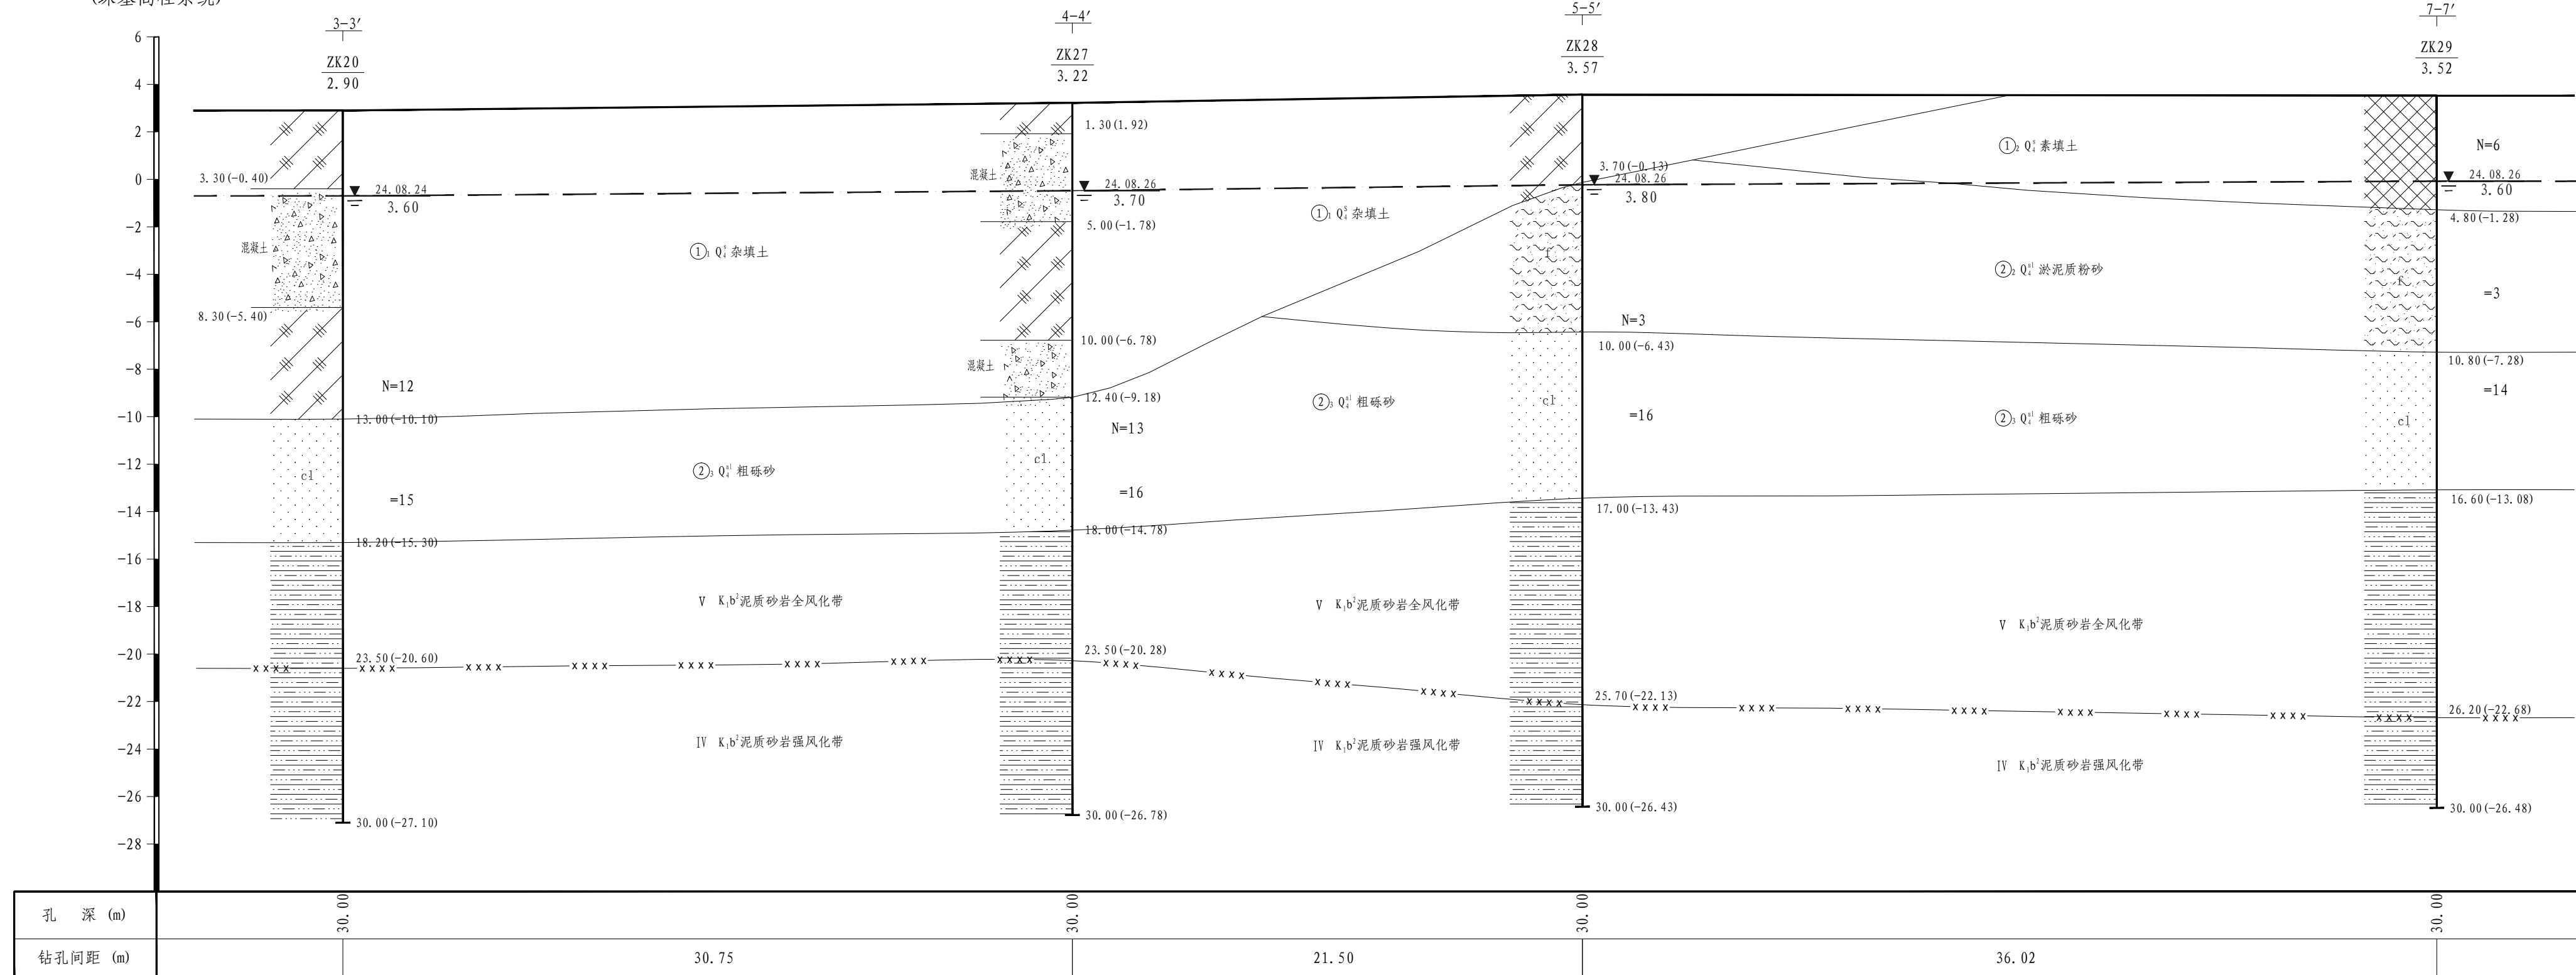 3-3′
4-4′
5-5′
7-7′
ZK20
2.90
ZK27
3.22
ZK28
3.57
ZK29
3.52
6
4
2
0
-2
-4
-6
-8
-10
-12
-14
-16
-18
-20
-22
-24
-26
-28
3.30(-0.40)
混凝土
8.30(-5.40)
24.08.24
3.60
N=12
13.00(-10.10)
cl
=15
18.20(-15.30)
23.50(-20.60)
30.00(-27.10)
①₁ Q₄ˢ 杂填土
②₃ Q₄ᵃˡ 粗砾砂
V K₁b²泥质砂岩全风化带
IV K₁b²泥质砂岩强风化带
1.30(1.92)
混凝土
24.08.26
3.70
5.00(-1.78)
10.00(-6.78)
混凝土
12.40(-9.18)
N=13
cl
=16
18.00(-14.78)
23.50(-20.28)
30.00(-26.78)
①₁ Q₄ˢ 杂填土
②₃ Q₄ᵃˡ 粗砾砂
V K₁b²泥质砂岩全风化带
IV K₁b²泥质砂岩强风化带
3.70(-0.13)
24.08.26
3.80
f
N=3
10.00(-6.43)
cl
=16
17.00(-13.43)
25.70(-22.13)
30.00(-26.43)
①₂ Q₄ˢ 素填土
②₂ Q₄ᵃˡ 淤泥质粉砂
②₃ Q₄ᵃˡ 粗砾砂
V K₁b²泥质砂岩全风化带
IV K₁b²泥质砂岩强风化带
N=6
24.08.26
3.60
4.80(-1.28)
f
=3
10.80(-7.28)
=14
cl
16.60(-13.08)
26.20(-22.68)
30.00(-26.48)
孔 深 (m)
30.00
30.00
30.00
30.00
钻孔间距 (m)
30.75
21.50
36.02